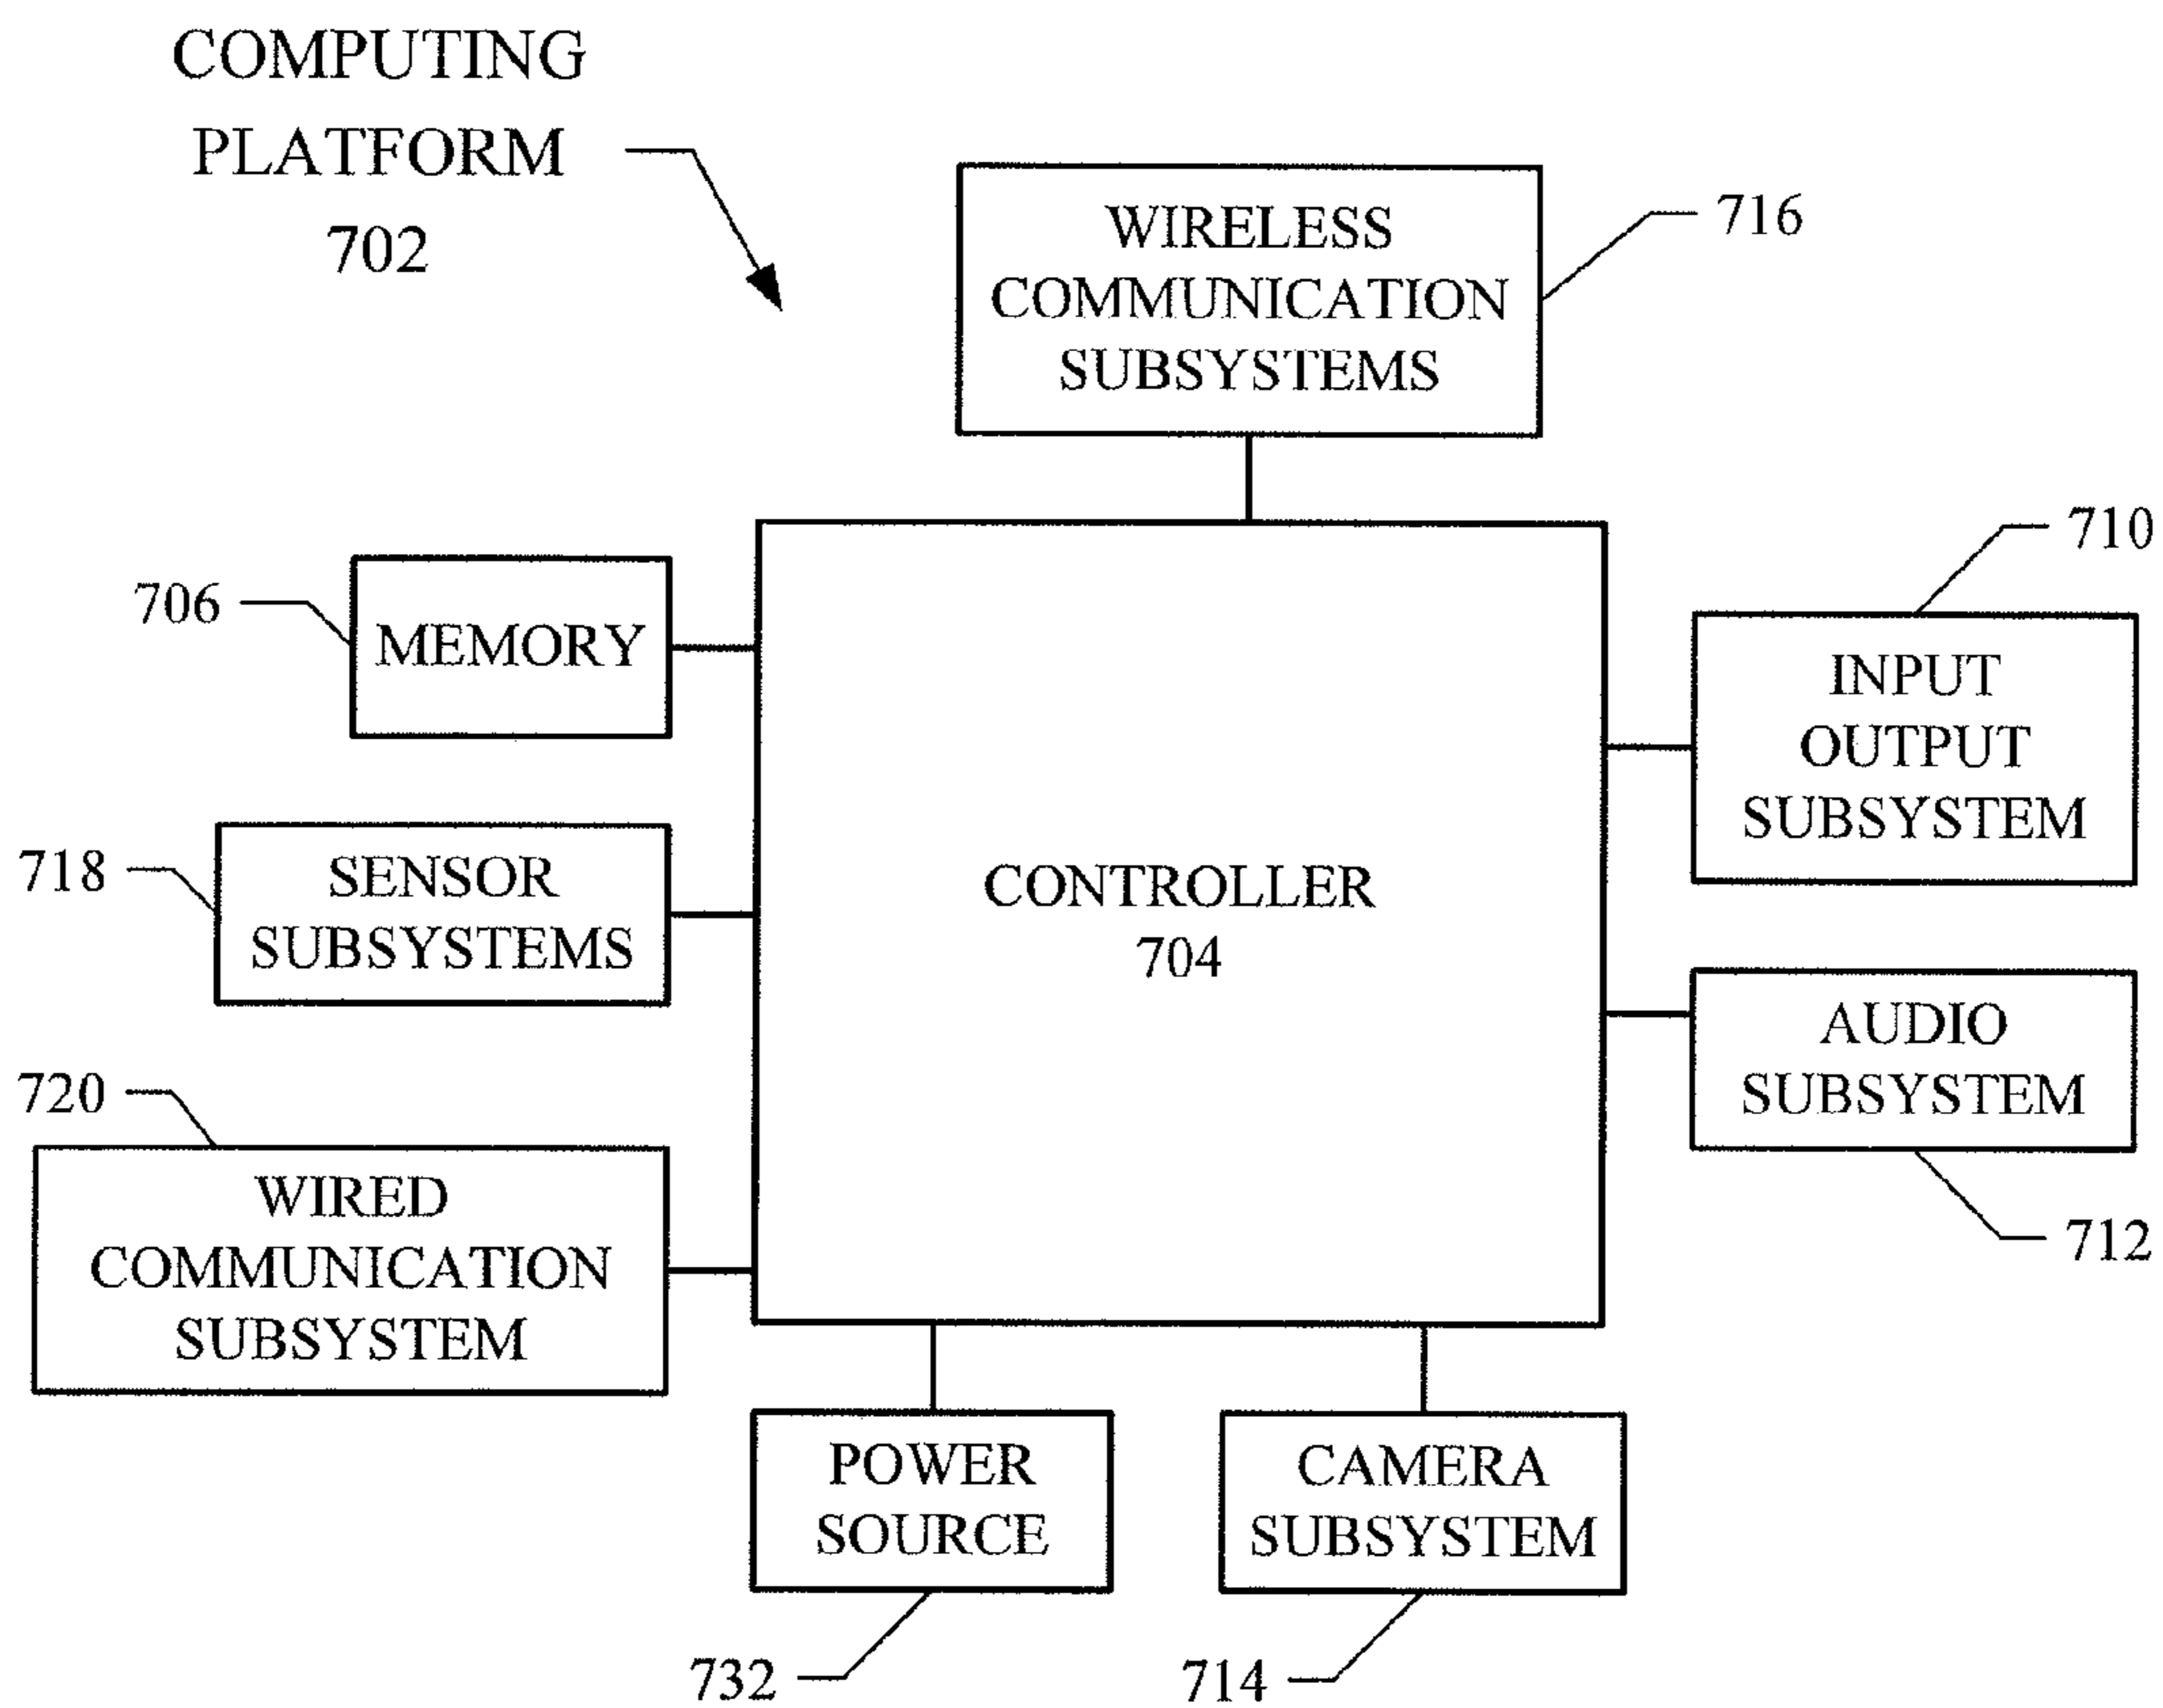 COMPUTING
PLATFORM
702
WIRELESS
COMMUNICATION
SUBSYSTEMS
716
706
MEMORY
710
INPUT
OUTPUT
SUBSYSTEM
718
SENSOR
SUBSYSTEMS
CONTROLLER
704
AUDIO
SUBSYSTEM
712
720
WIRED
COMMUNICATION
SUBSYSTEM
POWER
SOURCE
732
CAMERA
SUBSYSTEM
714